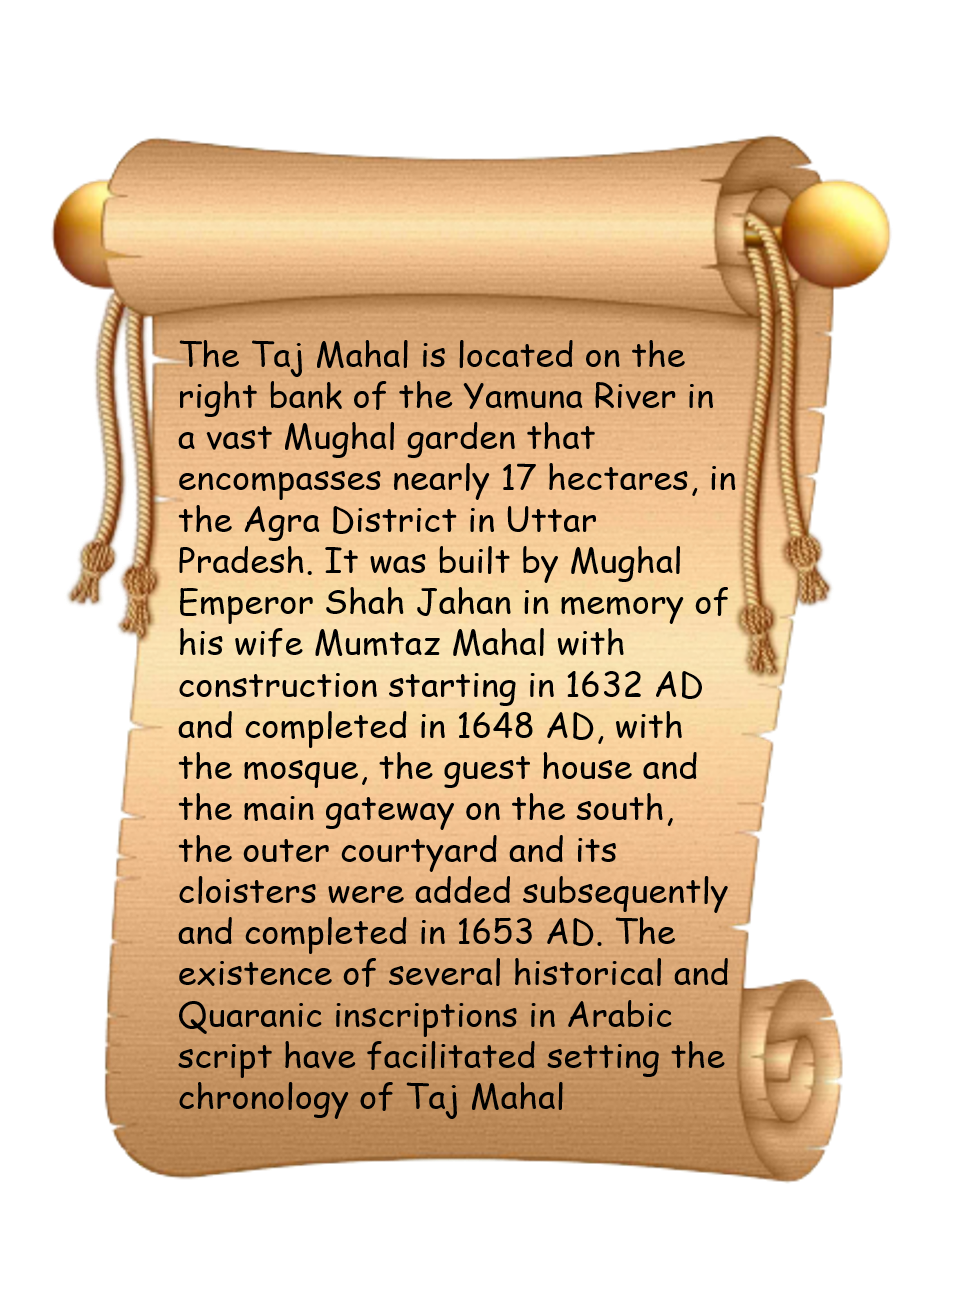 The Taj Mahal is located on the
right bank of the Yamuna River in
a vast Mughal garden that
encompasses nearly 17 hectares, in
the Agra District in Uttar
Pradesh. It was built by Mughal
Emperor Shah Jahan in memory of
his wife Mumtaz Mahal with
construction starting in 1632 AD
and completed in 1648 AD, with
the mosque, the guest house and
the main gateway on the south,
the outer courtyard and its
cloisters were added subsequently
and completed in 1653 AD. The
existence of several historical and
Quaranic inscriptions in Arabic
script have facilitated setting the
chronology of Taj Mahal